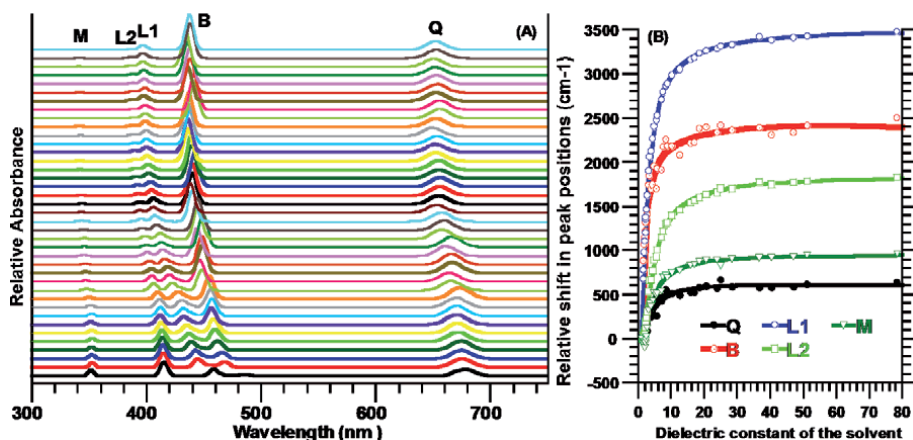 M
L2
L1
B
Q
(A)
Relative Absorbance
300
400
500
600
700
Wavelength (nm )
(B)
Relative shift in peak positions (cm-1)
3500
3000
2500
2000
1500
1000
500
0
-500
Q
L1
M
B
L2
0
10
20
30
40
50
60
70
80
Dielectric constant of the solvent